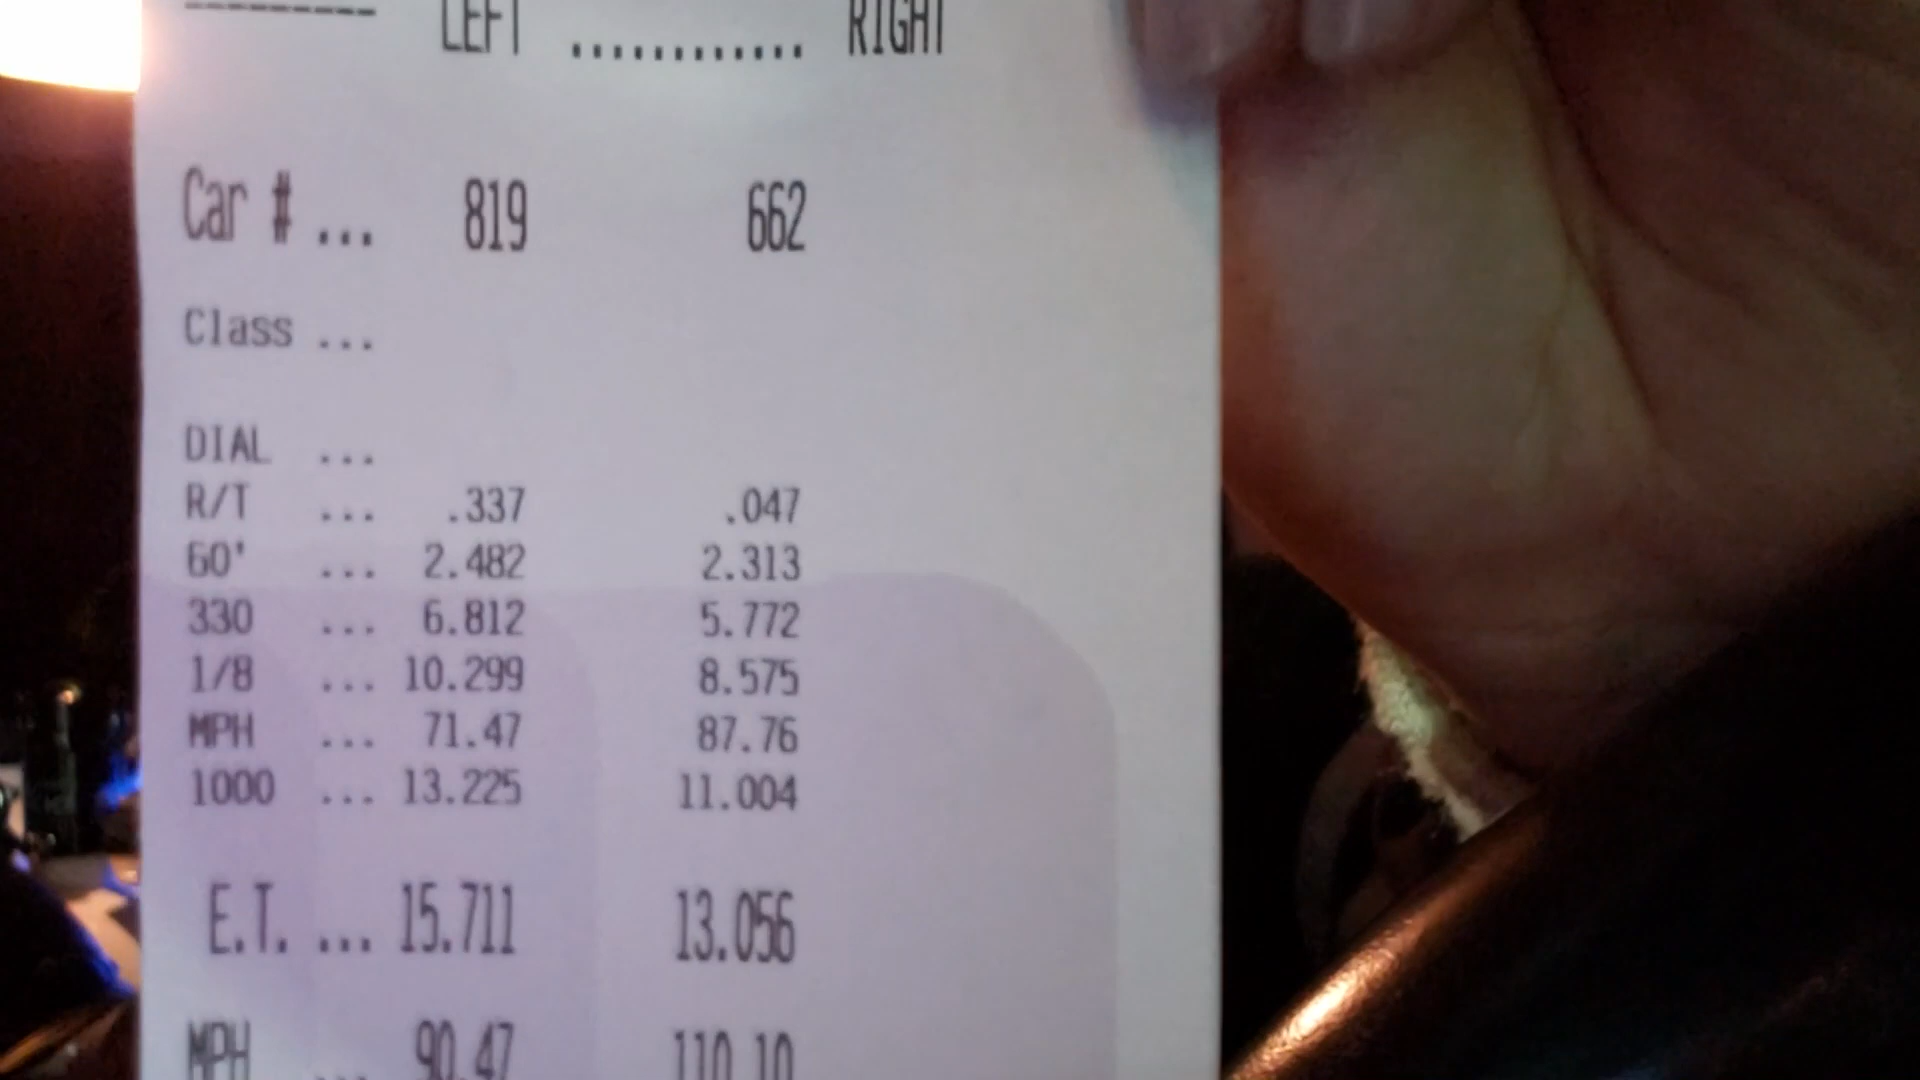 --------- LEFT ............ RIGHT
Car # ... 819 662
Class ...
DIAL ...
R/T ... .337 .047
60' ... 2.482 2.313
330 ... 6.812 5.772
1/8 ... 10.299 8.575
MPH ... 71.47 87.76
1000 ... 13.225 11.004
E.T. ... 15.711 13.056
MPH ... 90.47 110.10